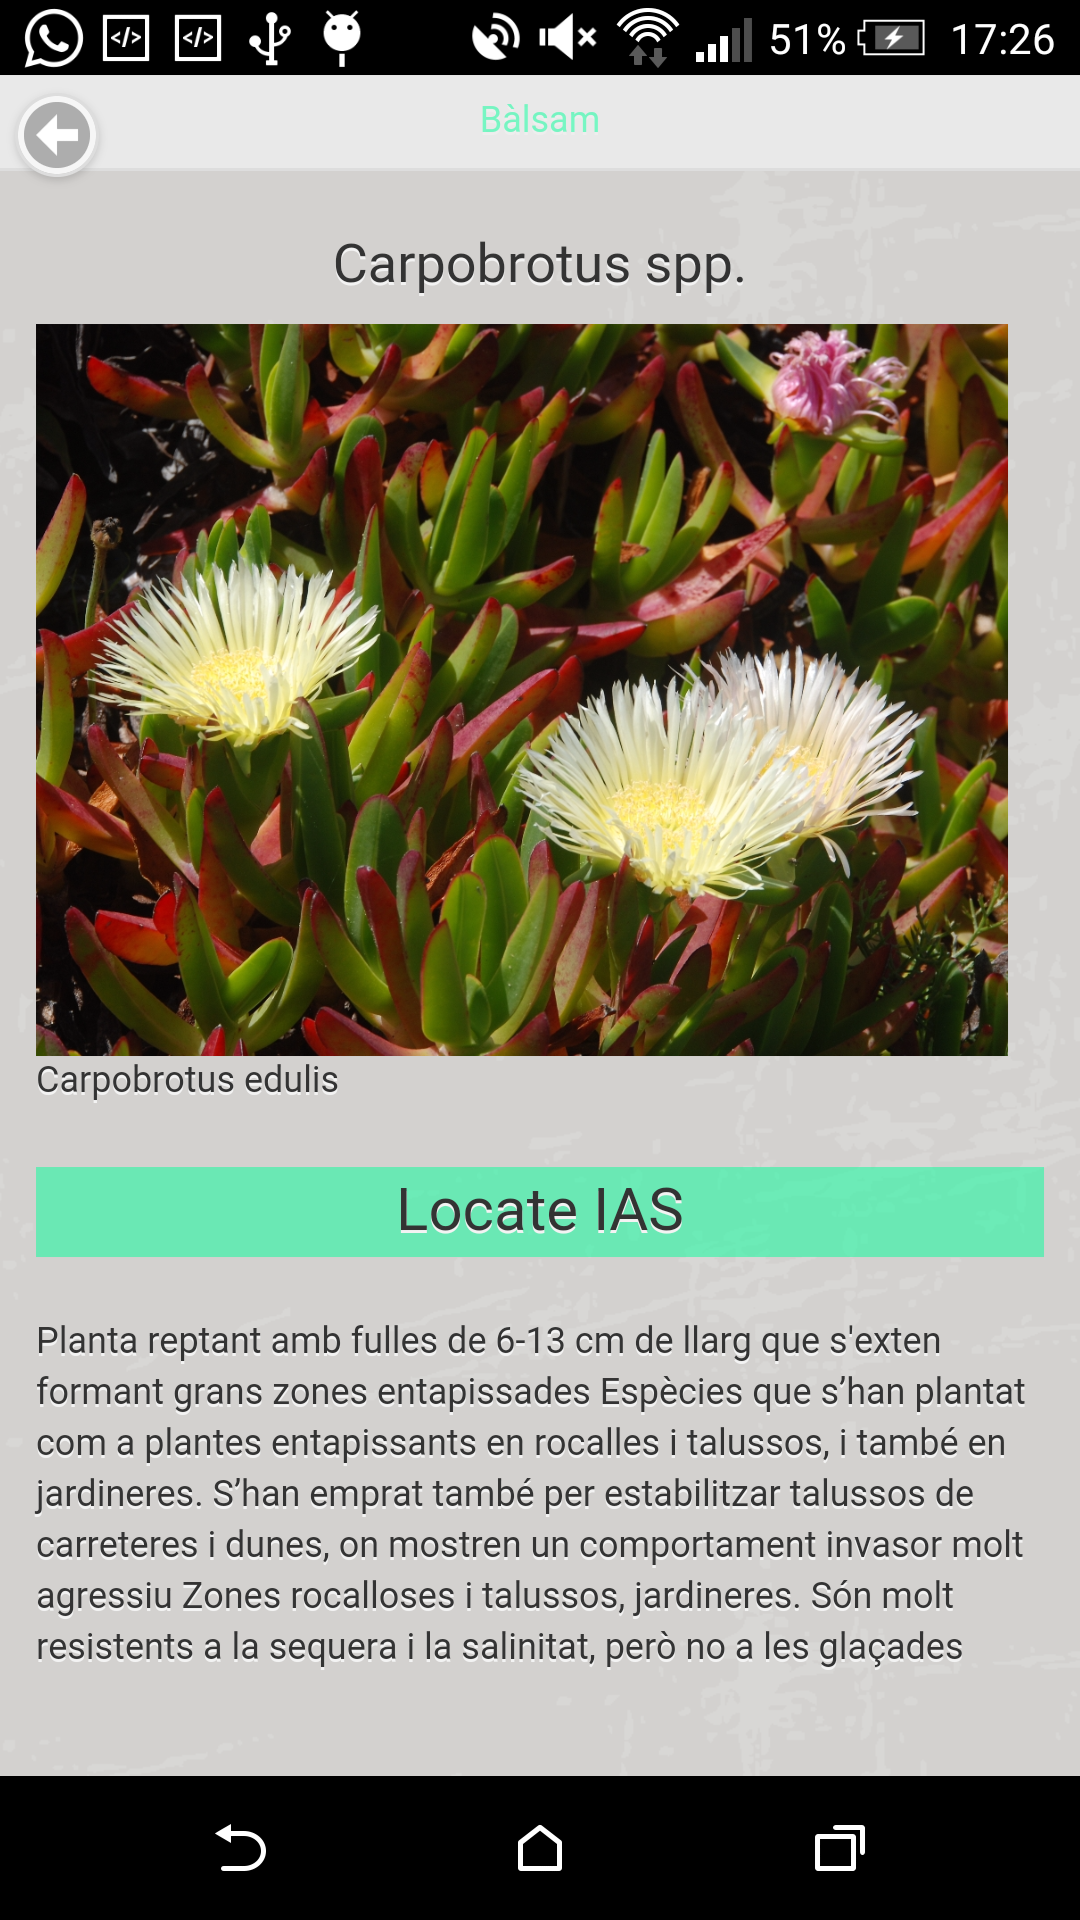 51% 17:26
Bàlsam
Carpobrotus spp.
Carpobrotus edulis
Locate IAS
Planta reptant amb fulles de 6-13 cm de llarg que s'exten
formant grans zones entapissades Espècies que s’han plantat
com a plantes entapissants en rocalles i talussos, i també en
jardineres. S’han emprat també per estabilitzar talussos de
carreteres i dunes, on mostren un comportament invasor molt
agressiu Zones rocalloses i talussos, jardineres. Són molt
resistents a la sequera i la salinitat, però no a les glaçades